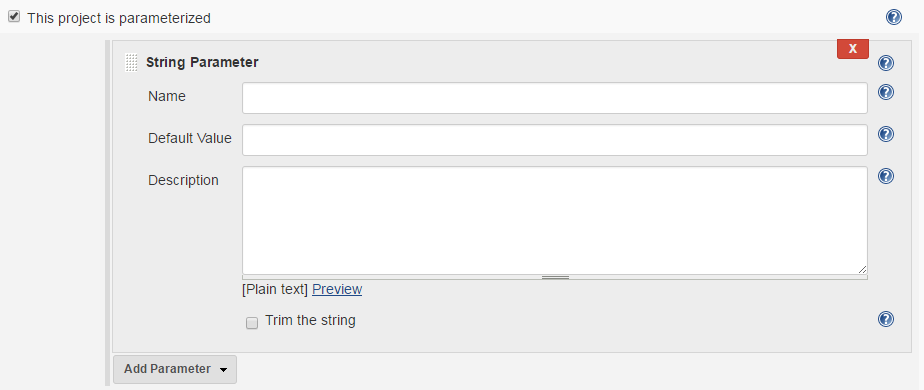 This project is parameterized
?
X
String Parameter
?
Name
?
Default Value
?
Description
?
[Plain text] Preview
Trim the string
?
Add Parameter